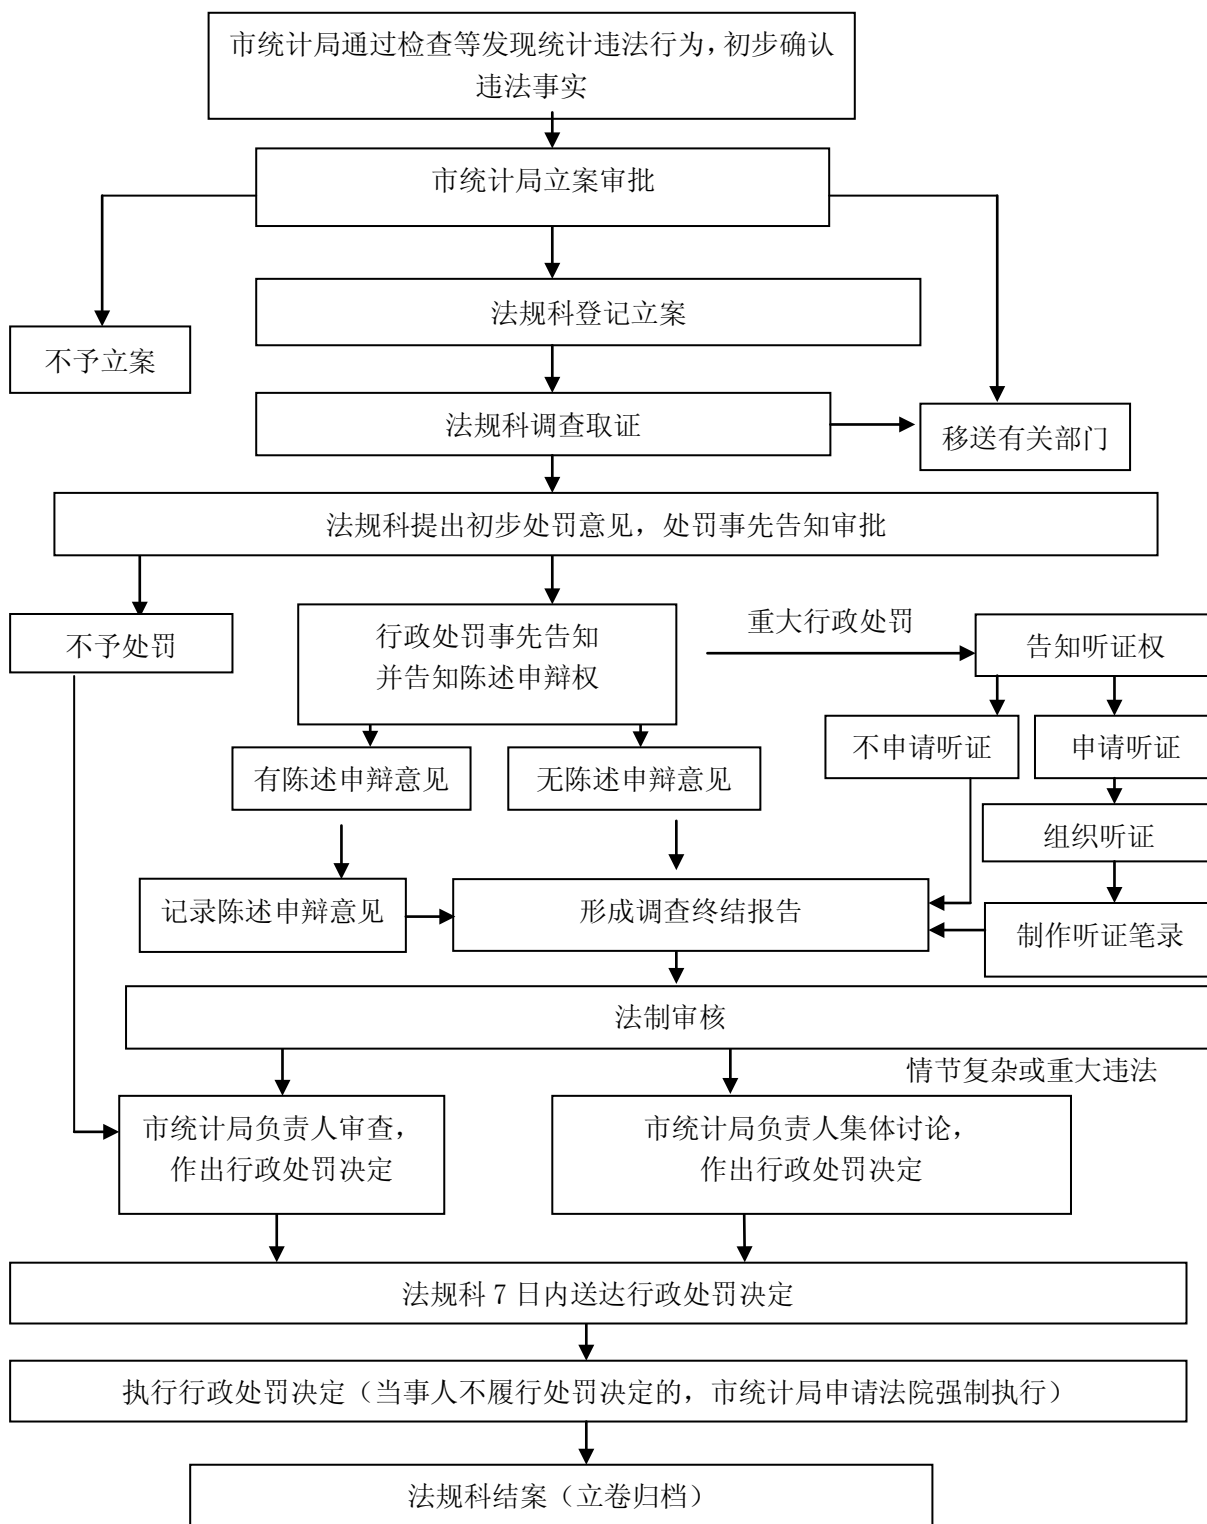 市统计局通过检查等发现统计违法行为，初步确认
违法事实
市统计局立案审批
法规科登记立案
不予立案
法规科调查取证
移送有关部门
法规科提出初步处罚意见，处罚事先告知审批
不予处罚
行政处罚事先告知
并告知陈述申辩权
重大行政处罚
告知听证权
不申请听证
申请听证
有陈述申辩意见
无陈述申辩意见
组织听证
记录陈述申辩意见
形成调查终结报告
制作听证笔录
法制审核
情节复杂或重大违法
市统计局负责人审查，
作出行政处罚决定
市统计局负责人集体讨论，
作出行政处罚决定
法规科 7 日内送达行政处罚决定
执行行政处罚决定（当事人不履行处罚决定的，市统计局申请法院强制执行）
法规科结案（立卷归档）